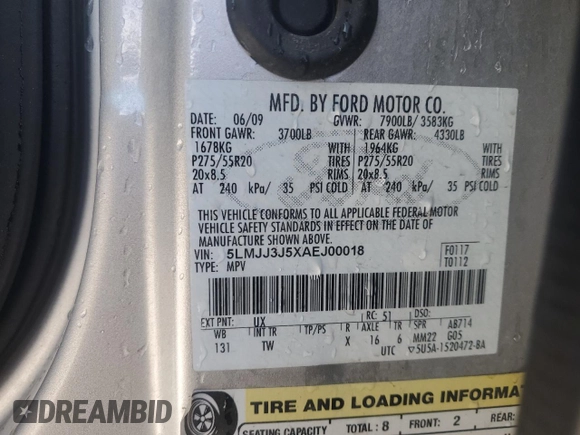 MFD. BY FORD MOTOR CO.
DATE: 06/09 GVWR: 7900LB/ 3583KG
FRONT GAWR: 3700LB REAR GAWR: 4330LB
1678KG WITH 1964KG WITH
P275/55R20 TIRES P275/55R20 TIRES
20x8.5 RIMS 20x8.5 RIMS
AT 240 kPa/ 35 PSI COLD AT 240 kPa/ 35 PSI COLD
THIS VEHICLE CONFORMS TO ALL APPLICABLE FEDERAL MOTOR
VEHICLE SAFETY STANDARDS IN EFFECT ON THE DATE OF
MANUFACTURE SHOWN ABOVE.
VIN: 5LMJJ3J5XAEJ00018 F0117
TYPE: MPV T0112
EXT PNT: UX RC: 51 DSO:
WB INT TR TP/PS R AXLE TR SPR AB714
131 TW X 16 6 MM22 G05
UTC 5U5A-1520472-BA
TIRE AND LOADING INFORMA
SEATING CAPACITY TOTAL : 8 FRONT: 2 REAR:
DREAMBID